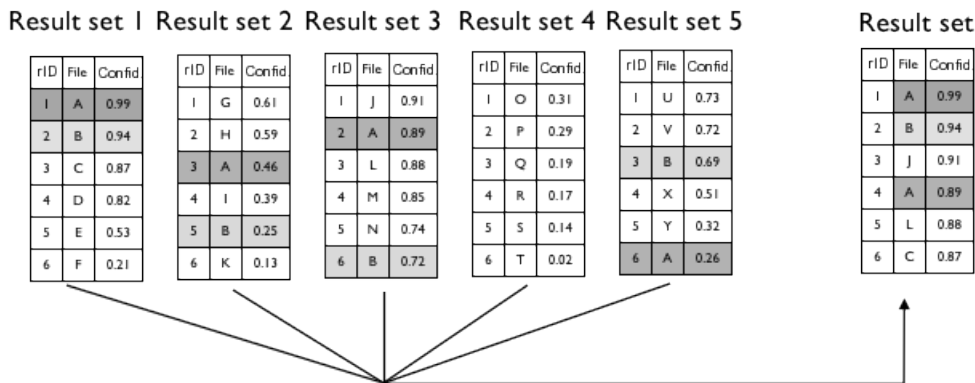 Result set 1 Result set 2 Result set 3 Result set 4 Result set 5 Result set
rID File Confid.
1 A 0.99
2 B 0.94
3 C 0.87
4 D 0.82
5 E 0.53
6 F 0.21
rID File Confid.
1 G 0.61
2 H 0.59
3 A 0.46
4 I 0.39
5 B 0.25
6 K 0.13
rID File Confid.
1 J 0.91
2 A 0.89
3 L 0.88
4 M 0.85
5 N 0.74
6 B 0.72
rID File Confid.
1 O 0.31
2 P 0.29
3 Q 0.19
4 R 0.17
5 S 0.14
6 T 0.02
rID File Confid.
1 U 0.73
2 V 0.72
3 B 0.69
4 X 0.51
5 Y 0.32
6 A 0.26
rID File Confid.
1 A 0.99
2 B 0.94
3 J 0.91
4 A 0.89
5 L 0.88
6 C 0.87